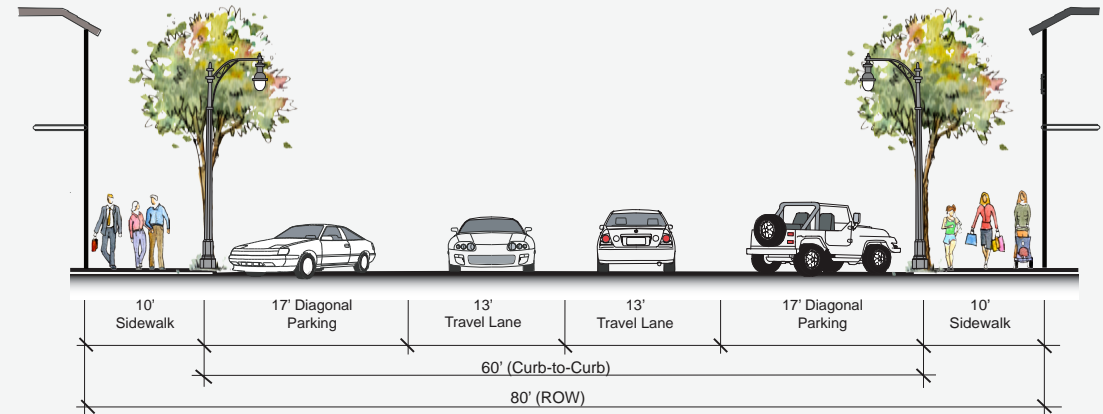 10’
Sidewalk
17’ Diagonal
Parking
13’
Travel Lane
13’
Travel Lane
17’ Diagonal
Parking
10’
Sidewalk
60’ (Curb-to-Curb)
80’ (ROW)